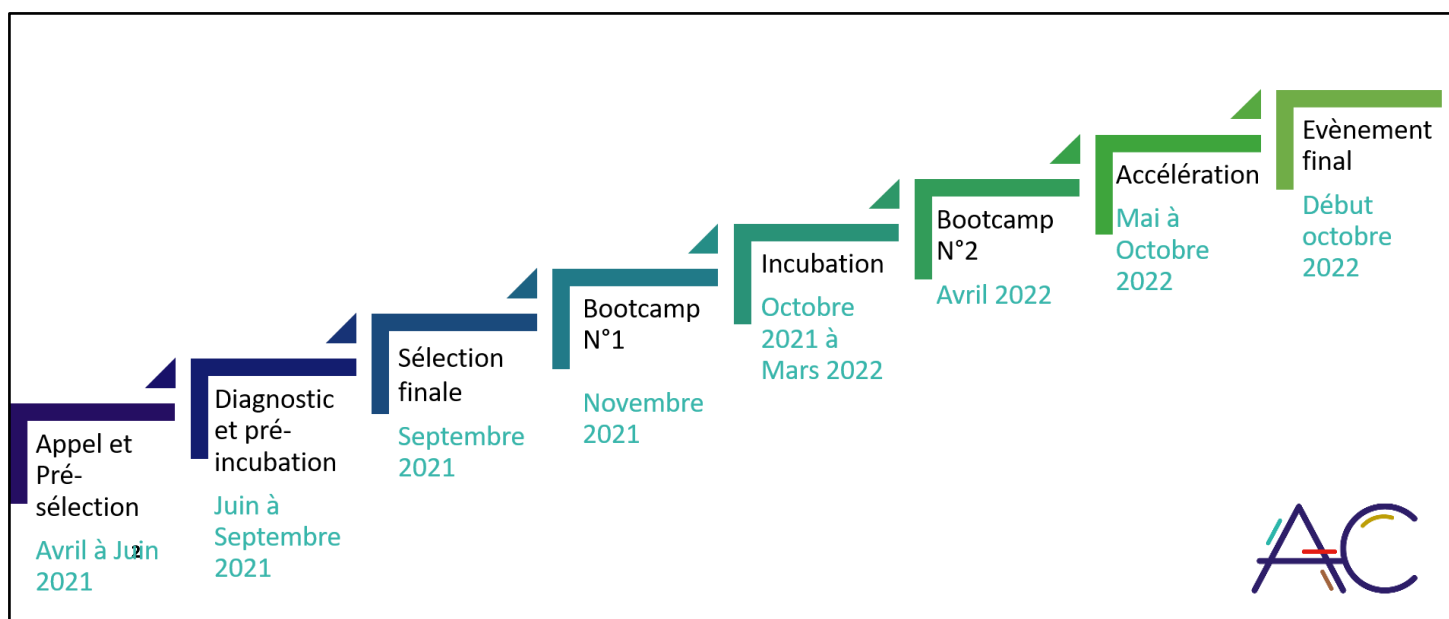 Appel et
Pré-
sélection
Avril à Juin
2021
2
Diagnostic
et pré-
incubation
Juin à
Septembre
2021
Sélection
finale
Septembre
2021
Bootcamp
N°1
Novembre
2021
Incubation
Octobre
2021 à
Mars 2022
Bootcamp
N°2
Avril 2022
Accélération
Mai à
Octobre
2022
Evènement
final
Début
octobre
2022
AC